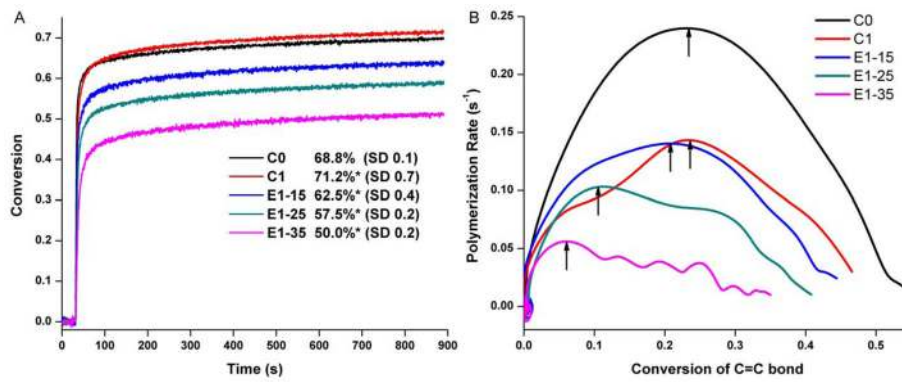 A
0.7
0.6
0.5
0.4
0.3
0.2
0.1
0.0
Conversion
C0 68.8% (SD 0.1)
C1 71.2%* (SD 0.7)
E1-15 62.5%* (SD 0.4)
E1-25 57.5%* (SD 0.2)
E1-35 50.0%* (SD 0.2)
0 100 200 300 400 500 600 700 800 900
Time (s)
B
0.25
0.20
0.15
0.10
0.05
0.00
Polymerization Rate (s⁻¹)
C0
C1
E1-15
E1-25
E1-35
0.0 0.1 0.2 0.3 0.4 0.5
Conversion of C=C bond